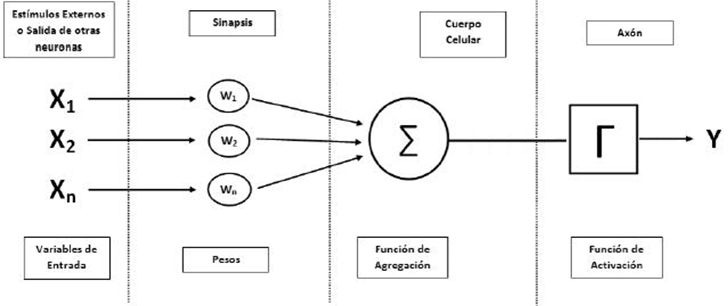 Estímulos Externos
o Salida de otras
neuronas
Sinapsis
Cuerpo
Celular
Axón
X1
W1
X2
W2
Xn
Wn
Σ
Γ
Y
Variables de
Entrada
Pesos
Función de
Agregación
Función de
Activación